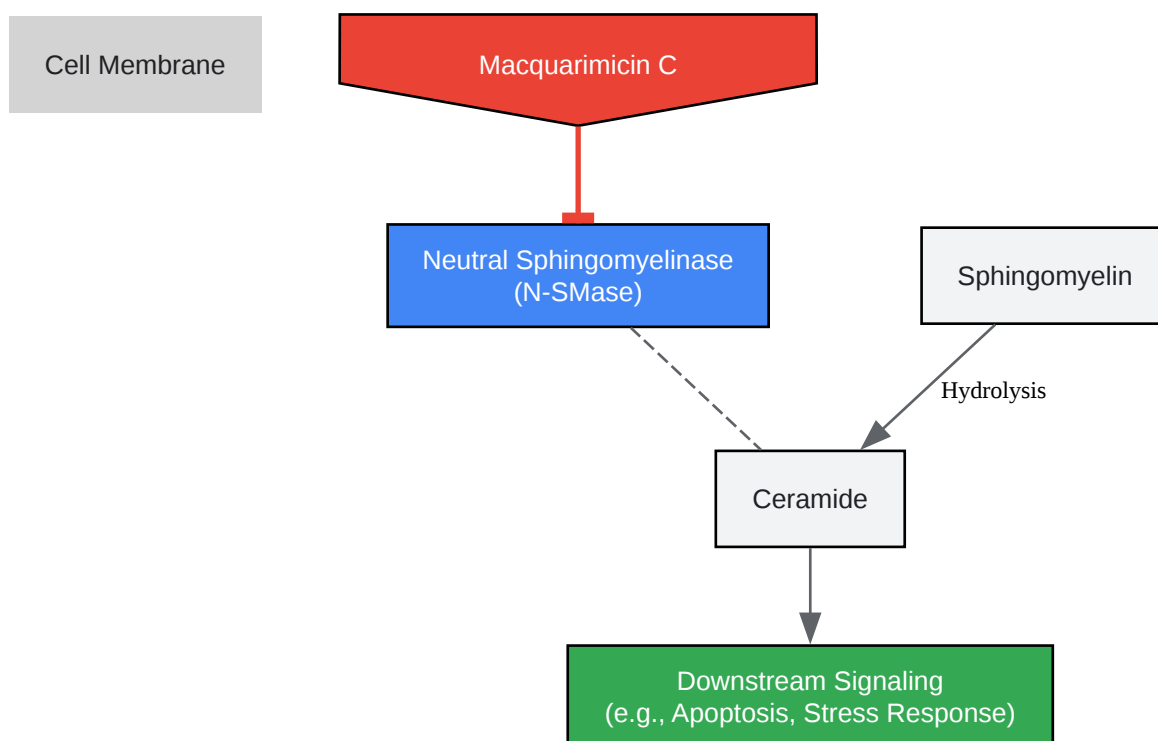 Cell Membrane
Macquarimicin C
Neutral Sphingomyelinase
(N-SMase)
Sphingomyelin
Hydrolysis
Ceramide
Downstream Signaling
(e.g., Apoptosis, Stress Response)